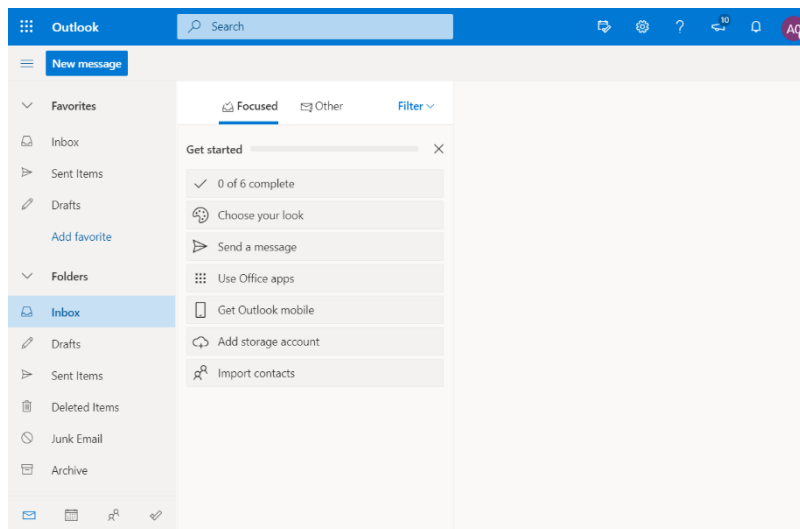 Outlook
Search
10
AQ
New message
Favorites
Focused
Other
Filter
Inbox
Get started
Sent Items
0 of 6 complete
Drafts
Choose your look
Add favorite
Send a message
Folders
Use Office apps
Inbox
Get Outlook mobile
Drafts
Add storage account
Sent Items
Import contacts
Deleted Items
Junk Email
Archive